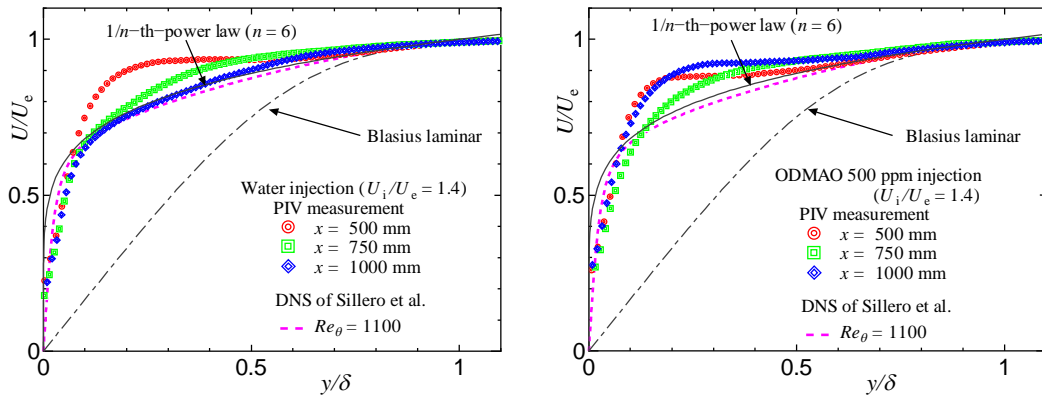 1/n−th−power law (n = 6)
1
0.5
0
U/Ue
Blasius laminar
Water injection (Ui/Ue = 1.4)
PIV measurement
x = 500 mm
x = 750 mm
x = 1000 mm
DNS of Sillero et al.
Reθ = 1100
0 0.5 1
y/δ
1/n−th−power law (n = 6)
1
0.5
0
U/Ue
Blasius laminar
ODMAO 500 ppm injection
(Ui/Ue = 1.4)
PIV measurement
x = 500 mm
x = 750 mm
x = 1000 mm
DNS of Sillero et al.
Reθ = 1100
0 0.5 1
y/δ